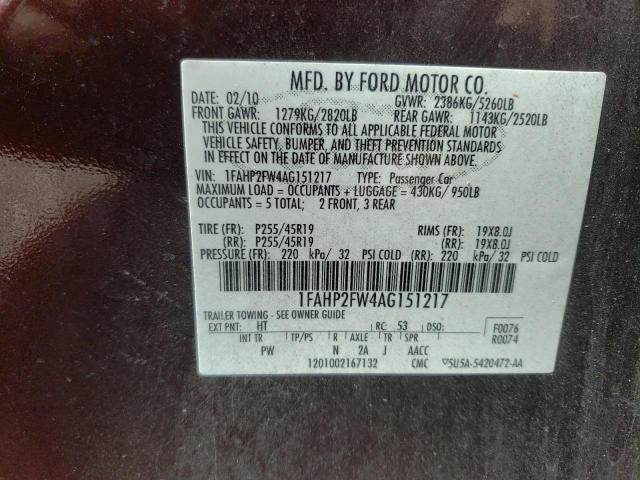 MFD. BY FORD MOTOR CO.
DATE: 02/10 GVWR: 2386KG/5260LB
FRONT GAWR: 1279KG/2820LB REAR GAWR: 1143KG/2520LB
THIS VEHICLE CONFORMS TO ALL APPLICABLE FEDERAL MOTOR
VEHICLE SAFETY, BUMPER, AND THEFT PREVENTION STANDARDS
IN EFFECT ON THE DATE OF MANUFACTURE SHOWN ABOVE.
VIN: 1FAHP2FW4AG151217 TYPE: Passenger Car
MAXIMUM LOAD = OCCUPANTS + LUGGAGE = 430KG/ 950LB
OCCUPANTS = 5 TOTAL; 2 FRONT, 3 REAR
TIRE (FR): P255/45R19 RIMS (FR): 19X8.0J
(RR): P255/45R19 (RR): 19X8.0J
PRESSURE (FR): 220 kPa/ 32 PSI COLD (RR): 220 kPa/ 32 PSI COLD
1FAHP2FW4AG151217
TRAILER TOWING - SEE OWNER GUIDE
EXT PNT: HT RC: 53 DSO: F0076
INT TR TP/PS R AXLE TR SPR R0074
PW N 2A J AACC
1201002167132 CMC 5U5A-5420472-AA